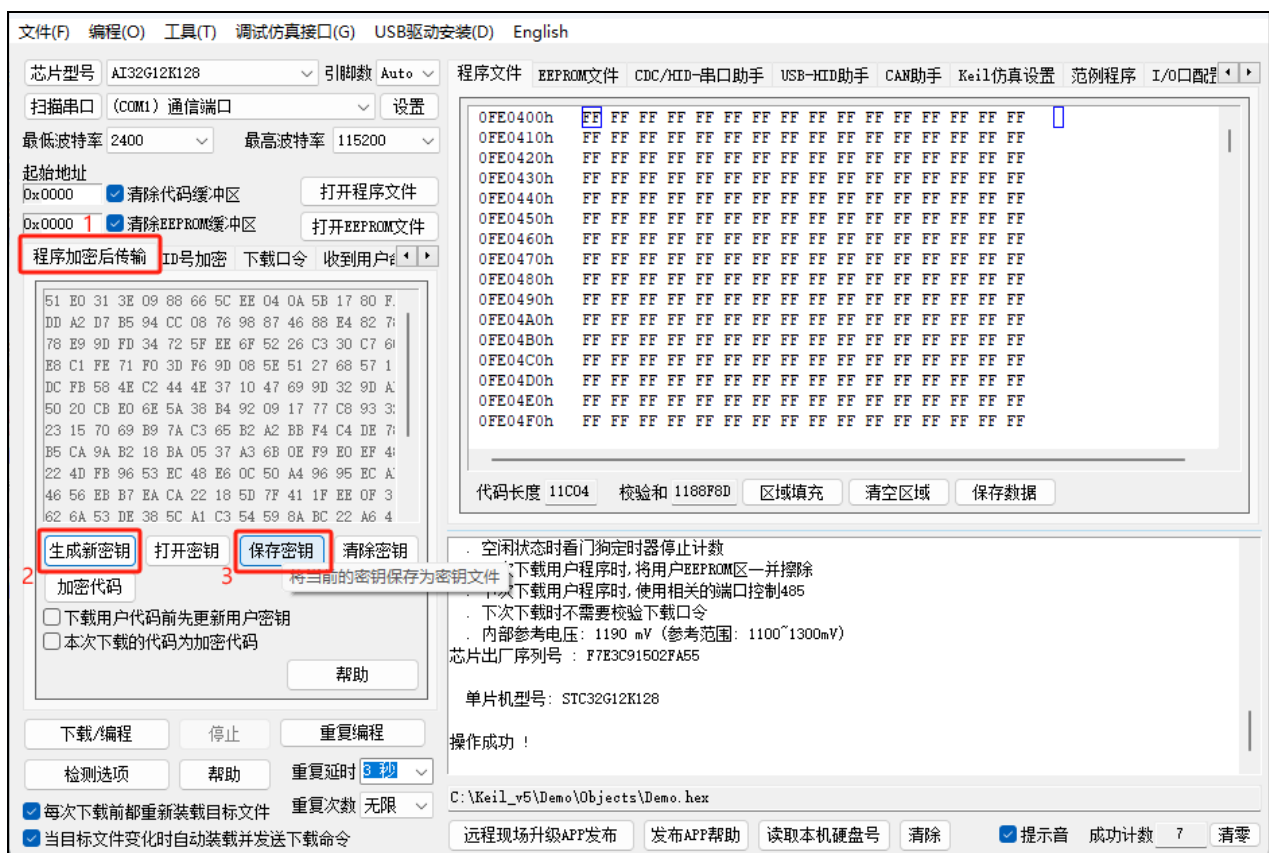 文件(F) 编程(O) 工具(T) 调试仿真接口(G) USB驱动安装(D) English
芯片型号 AI32G12K128 引脚数 Auto
扫描串口 (COM1) 通信端口 设置
最低波特率 2400 最高波特率 115200
起始地址
0x0000 清除代码缓冲区 打开程序文件
0x0000 1 清除EEPROM缓冲区 打开EEPROM文件
程序加密后传输 ID号加密 下载口令 收到用户
51 E0 31 3E 09 88 66 5C EE 04 0A 5B 17 80 F
DD A2 D7 B5 94 CC 08 76 98 87 46 88 E4 82 7
78 E9 9D FD 34 72 5F EE 6F 52 26 C3 30 C7 6
E8 C1 FE 71 F0 3D F6 9D 08 5E 51 27 68 57 1
DC FB 58 4E C2 44 4E 37 10 47 69 9D 32 9D A
50 20 CB E0 6E 5A 38 B4 92 09 17 77 C8 93 3
23 15 70 69 B9 7A C3 65 B2 A2 BB F4 C4 DE 7
B5 CA 9A B2 18 BA 05 37 A3 6B 0E F9 E0 EF 4
22 4D FB 96 53 EC 48 E6 0C 50 A4 96 95 EC A
46 56 EB B7 EA CA 22 18 5D 7F 41 1F EE 0F 3
62 6A 53 DE 38 5C A1 C3 54 59 8A BC 22 A6 4
生成新密钥 打开密钥 保存密钥 清除密钥
2 加密代码 3 将当前的密钥保存为密钥文件
下载用户代码前先更新用户密钥
本次下载的代码为加密代码
帮助
下载/编程 停止 重复编程
检测选项 帮助 重复延时 3 秒
每次下载前都重新装载目标文件 重复次数 无限
当目标文件变化时自动装载并发送下载命令
程序文件 EEPROM文件 CDC/HID-串口助手 USB-HID助手 CAN助手 Keil仿真设置 范例程序 I/O口配
0FE0400h FF FF FF FF FF FF FF FF FF FF FF FF FF FF FF FF
0FE0410h FF FF FF FF FF FF FF FF FF FF FF FF FF FF FF FF
0FE0420h FF FF FF FF FF FF FF FF FF FF FF FF FF FF FF FF
0FE0430h FF FF FF FF FF FF FF FF FF FF FF FF FF FF FF FF
0FE0440h FF FF FF FF FF FF FF FF FF FF FF FF FF FF FF FF
0FE0450h FF FF FF FF FF FF FF FF FF FF FF FF FF FF FF FF
0FE0460h FF FF FF FF FF FF FF FF FF FF FF FF FF FF FF FF
0FE0470h FF FF FF FF FF FF FF FF FF FF FF FF FF FF FF FF
0FE0480h FF FF FF FF FF FF FF FF FF FF FF FF FF FF FF FF
0FE0490h FF FF FF FF FF FF FF FF FF FF FF FF FF FF FF FF
0FE04A0h FF FF FF FF FF FF FF FF FF FF FF FF FF FF FF FF
0FE04B0h FF FF FF FF FF FF FF FF FF FF FF FF FF FF FF FF
0FE04C0h FF FF FF FF FF FF FF FF FF FF FF FF FF FF FF FF
0FE04D0h FF FF FF FF FF FF FF FF FF FF FF FF FF FF FF FF
0FE04E0h FF FF FF FF FF FF FF FF FF FF FF FF FF FF FF FF
0FE04F0h FF FF FF FF FF FF FF FF FF FF FF FF FF FF FF FF
代码长度 11C04 校验和 1188F8D 区域填充 清空区域 保存数据
. 空闲状态时看门狗定时器停止计数
次下载用户程序时,将用户EEPROM区一并擦除
. 下次下载用户程序时,使用相关的端口控制485
. 下次下载时不需要校验下载口令
. 内部参考电压: 1190 mV (参考范围: 1100~1300mV)
芯片出厂序列号 : F7E3C91502FA55
单片机型号: STC32G12K128
操作成功 !
C:\Keil_v5\Demo\Objects\Demo.hex
远程现场升级APP发布 发布APP帮助 读取本机硬盘号 清除 提示音 成功计数 7 清零